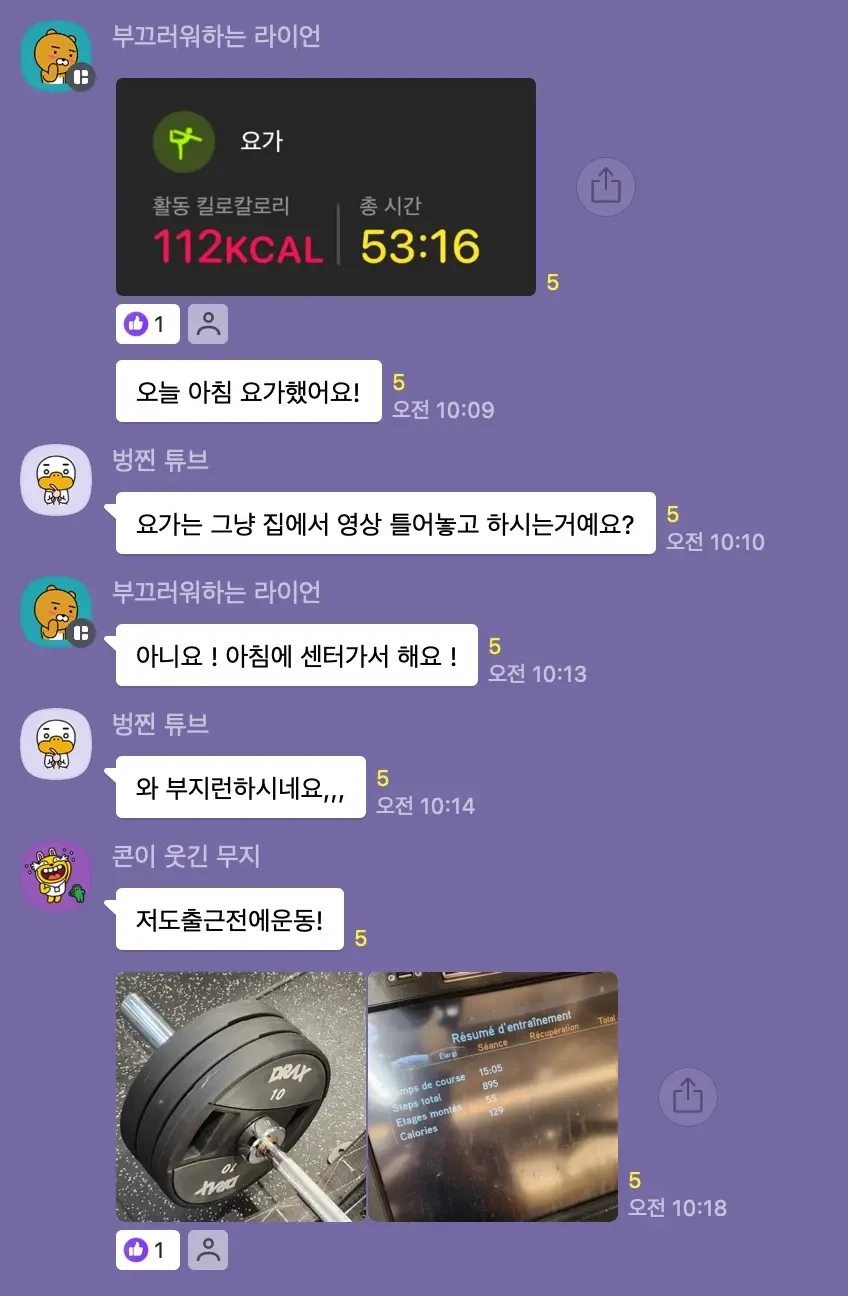 부끄러워하는 라이언
요가
활동 킬로칼로리
112KCAL
총 시간
53:16
5
1
오늘 아침 요가했어요!
5
오전 10:09
벙찐 튜브
요가는 그냥 집에서 영상 틀어놓고 하시는거예요?
5
오전 10:10
부끄러워하는 라이언
아니요 ! 아침에 센터가서 해요 !
5
오전 10:13
벙찐 튜브
와 부지런하시네요,,,
5
오전 10:14
콘이 웃긴 무지
저도출근전에운동!
5
DRAX
10
10
DRAX
Résumé d'entraînement
Élargi Séance Récupération Total
mps de course 15:05
Steps total 895
Etages montés 55
Calories 129
5
오전 10:18
1